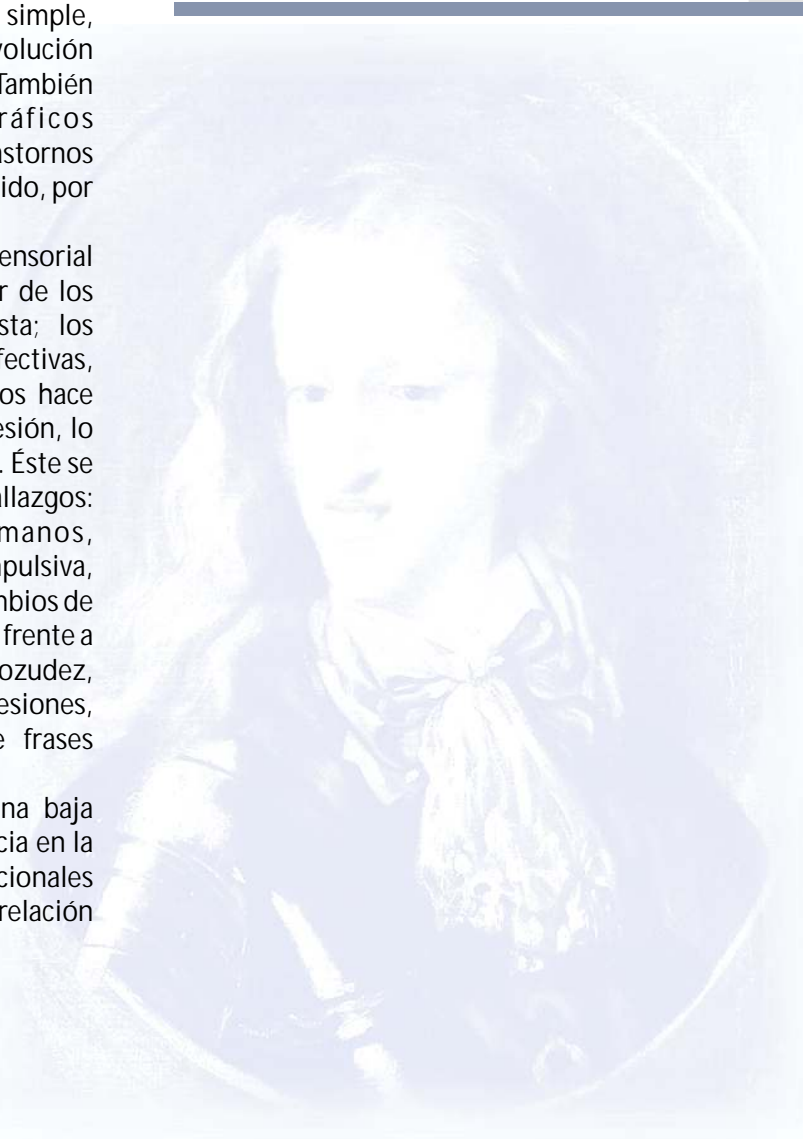 simple,
volución
También
ráficos
astornos
ido, por
ensorial
r de los
sta; los
fectivas,
os hace
esión, lo
. Éste se
allazgos:
manos,
pulsiva,
mbios de
frente a
ozudez,
esiones,
e frases
na baja
cia en la
cionales
relación